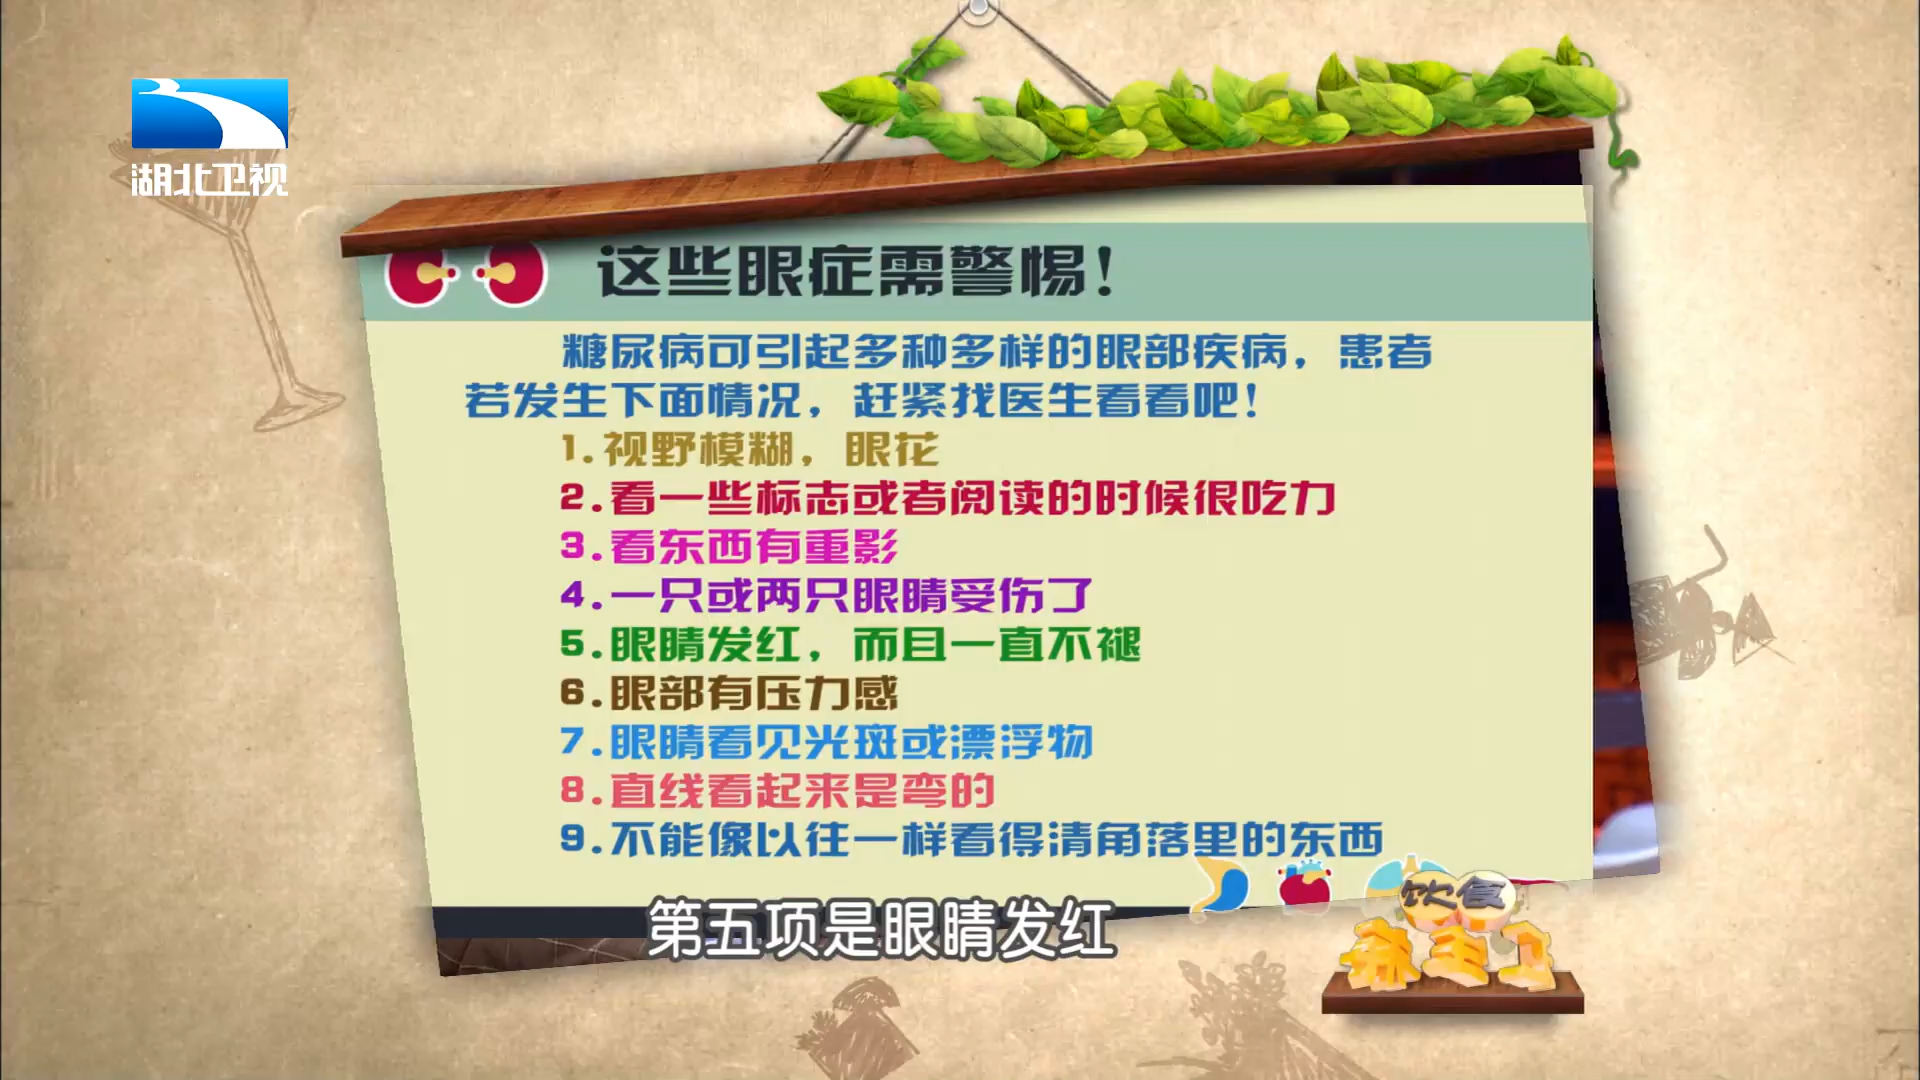 湖北卫视
这些眼症需警惕！
糖尿病可引起多种多样的眼部疾病，患者
若发生下面情况，赶紧找医生看看吧！
1.视野模糊，眼花
2.看一些标志或者阅读的时候很吃力
3.看东西有重影
4.一只或两只眼睛受伤了
5.眼睛发红，而且一直不褪
6.眼部有压力感
7.眼睛看见光斑或漂浮物
8.直线看起来是弯的
9.不能像以往一样看得清角落里的东西
第五项是眼睛发红
饮食
养生卫